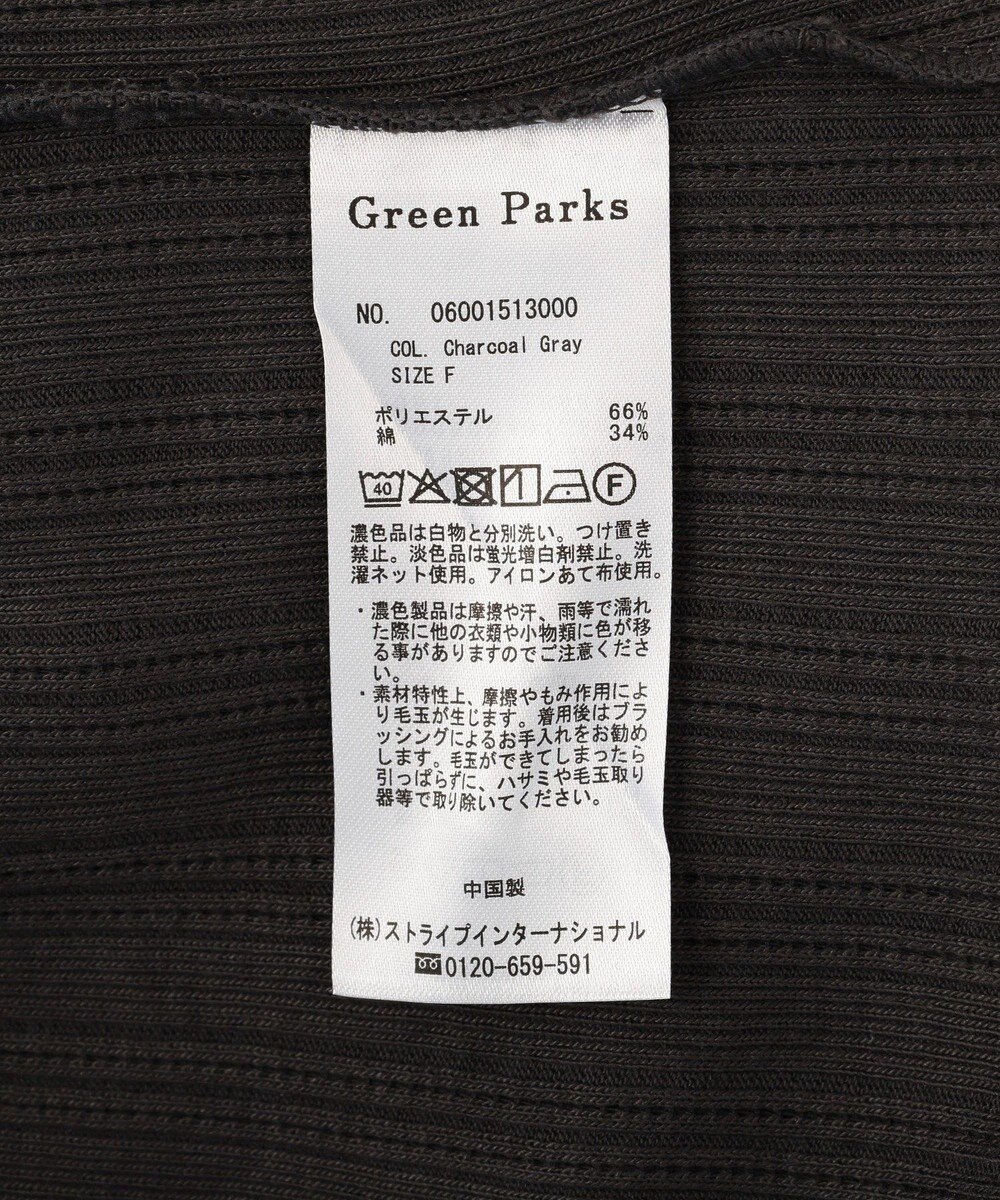 Green Parks
NO. 06001513000
COL. Charcoal Gray
SIZE F
ポリエステル 66%
綿 34%
40 F
濃色品は白物と分別洗い。つけ置き
禁止。淡色品は蛍光増白剤禁止。洗
濯ネット使用。アイロンあて布使用。
・濃色製品は摩擦や汗、雨等で濡れ
た際に他の衣類や小物類に色が移
る事がありますのでご注意くださ
い。
・素材特性上、摩擦やもみ作用によ
り毛玉が生じます。着用後はブラ
ッシングによるお手入れをお勧め
します。毛玉ができてしまったら
引っぱらずに、ハサミや毛玉取り
器等で取り除いてください。
中国製
(株)ストライプインターナショナル
0120-659-591